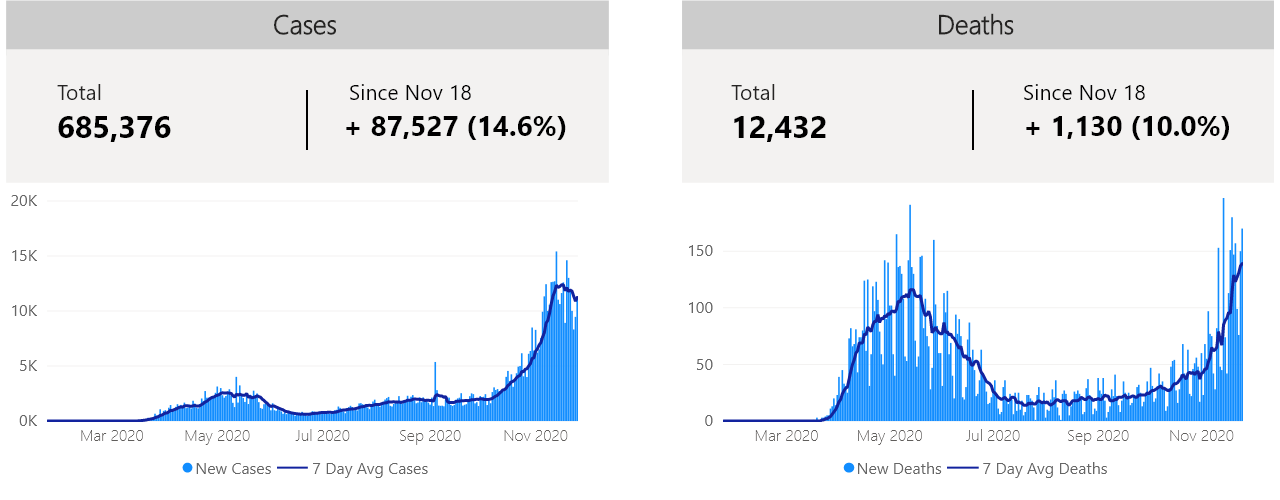 Cases
Total
685,376
Since Nov 18
+ 87,527 (14.6%)
20K
15K
10K
5K
0K
Mar 2020 May 2020 Jul 2020 Sep 2020 Nov 2020
New Cases 7 Day Avg Cases
Deaths
Total
12,432
Since Nov 18
+ 1,130 (10.0%)
150
100
50
0
Mar 2020 May 2020 Jul 2020 Sep 2020 Nov 2020
New Deaths 7 Day Avg Deaths